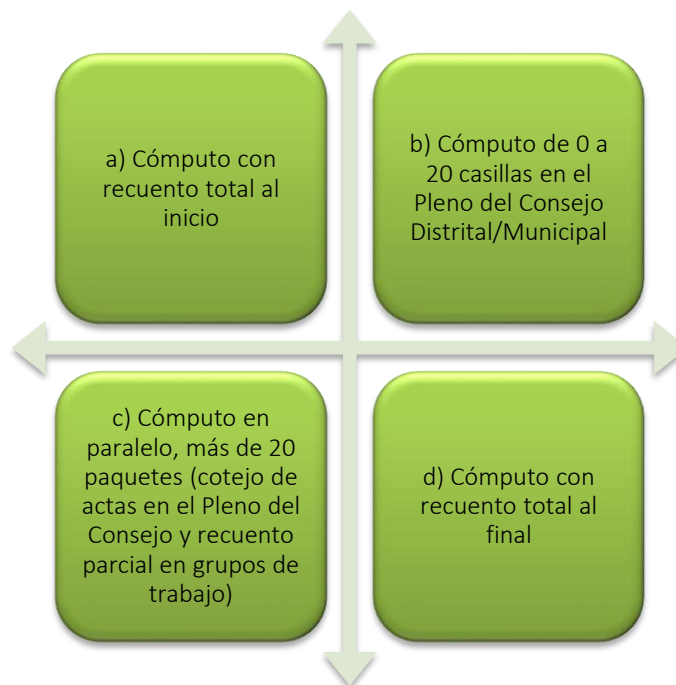 a) Cómputo con
recuento total al
inicio
b) Cómputo de 0 a
20 casillas en el
Pleno del Consejo
Distrital/Municipal
c) Cómputo en
paralelo, más de 20
paquetes (cotejo de
actas en el Pleno del
Consejo y recuento
parcial en grupos de
trabajo)
d) Cómputo con
recuento total al
final